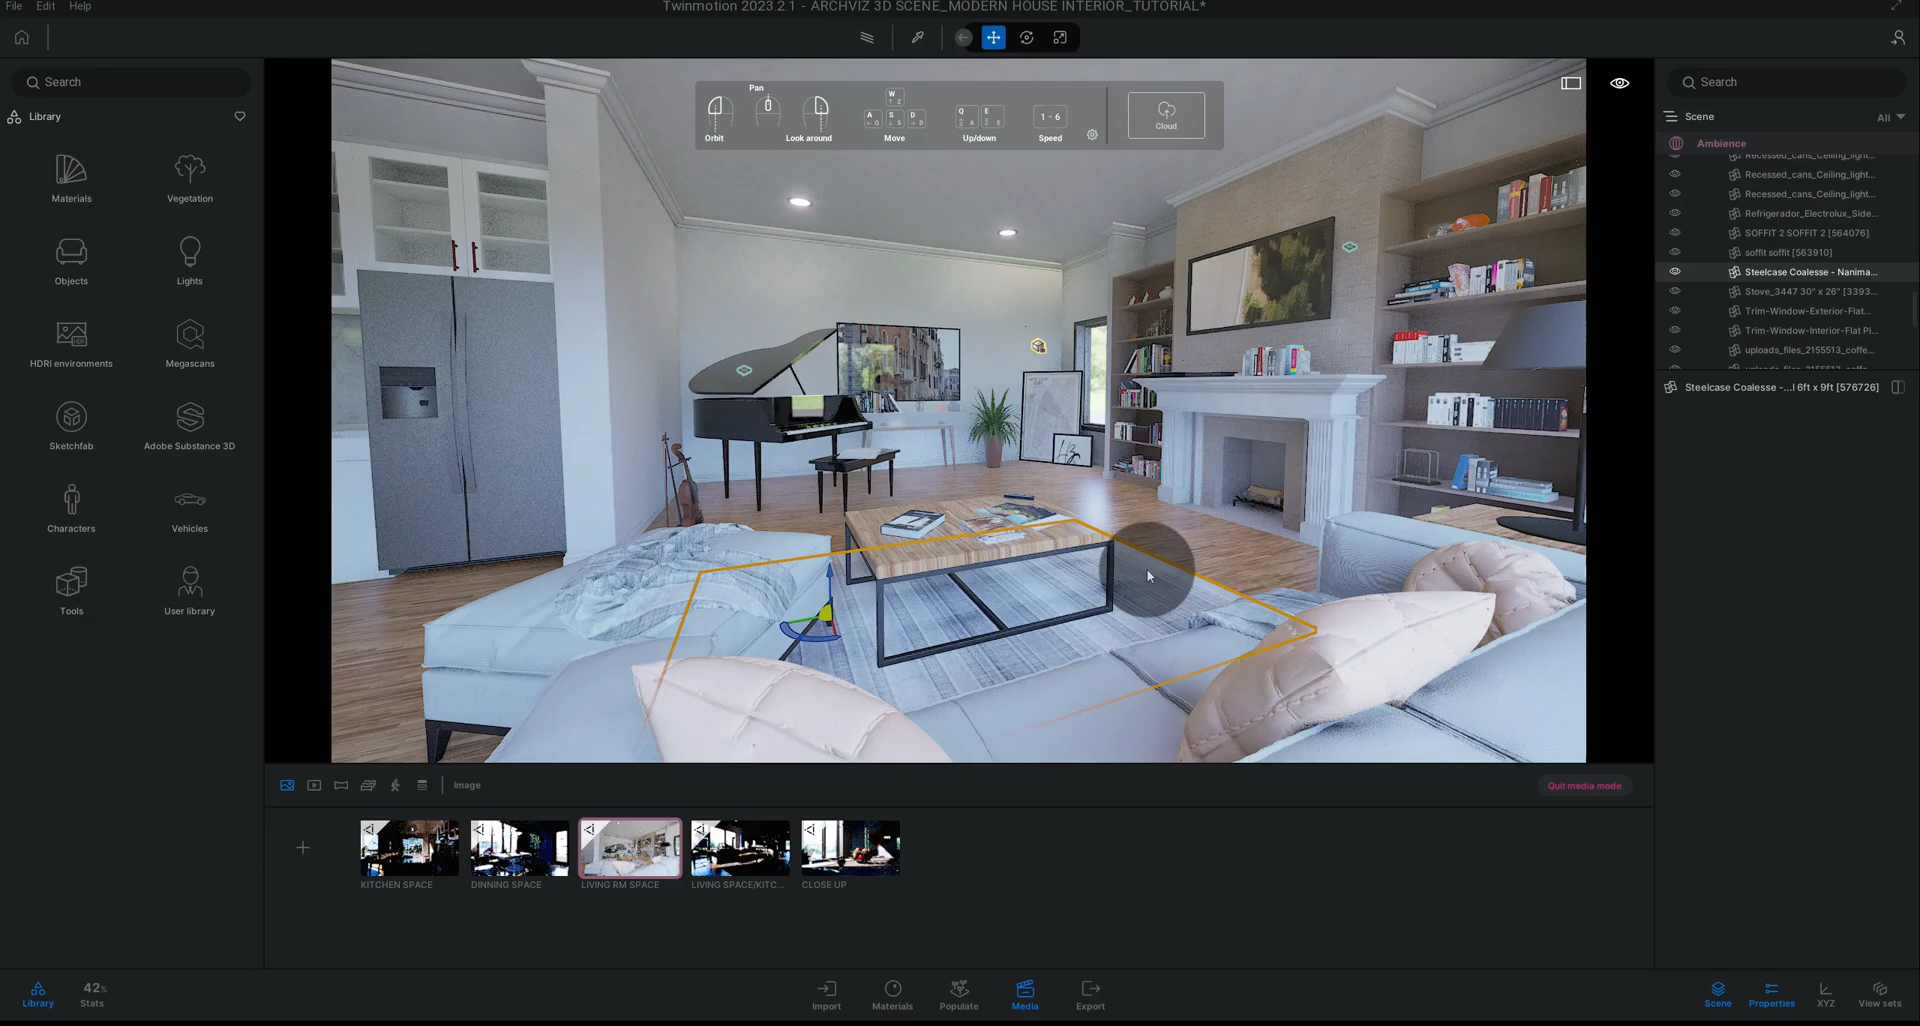 File Edit Help
Twinmotion 2023.2.1 - ARCHVIZ 3D SCENE_MODERN HOUSE INTERIOR_TUTORIAL*
Search
Library
Materials
Vegetation
Objects
Lights
HDRI environments
Megascans
Sketchfab
Adobe Substance 3D
Characters
Vehicles
Tools
User library
Pan
Orbit
Look around
W
A S D
Move
Q E
Up/down
1 - 6
Speed
Cloud
Search
Scene
All
Ambience
Recessed_cans_Ceiling_light...
Recessed_cans_Ceiling_light...
Recessed_cans_Ceiling_light...
Refrigerador_Electrolux_Side...
SOFFIT 2 SOFFIT 2 [564076]
soffit soffit [563910]
Steelcase Coalesse - Nanima...
Stove_3447 30" x 26" [3393...
Trim-Window-Exterior-Flat...
Trim-Window-Interior-Flat Pi...
uploads_files_2155513_coffe...
Steelcase Coalesse -...l 6ft x 9ft [576726]
Image
Quit media mode
KITCHEN SPACE
DINNING SPACE
LIVING RM SPACE
LIVING SPACE/KITC...
CLOSE UP
Library
42%
Stats
Import
Materials
Populate
Media
Export
Scene
Properties
XYZ
View sets